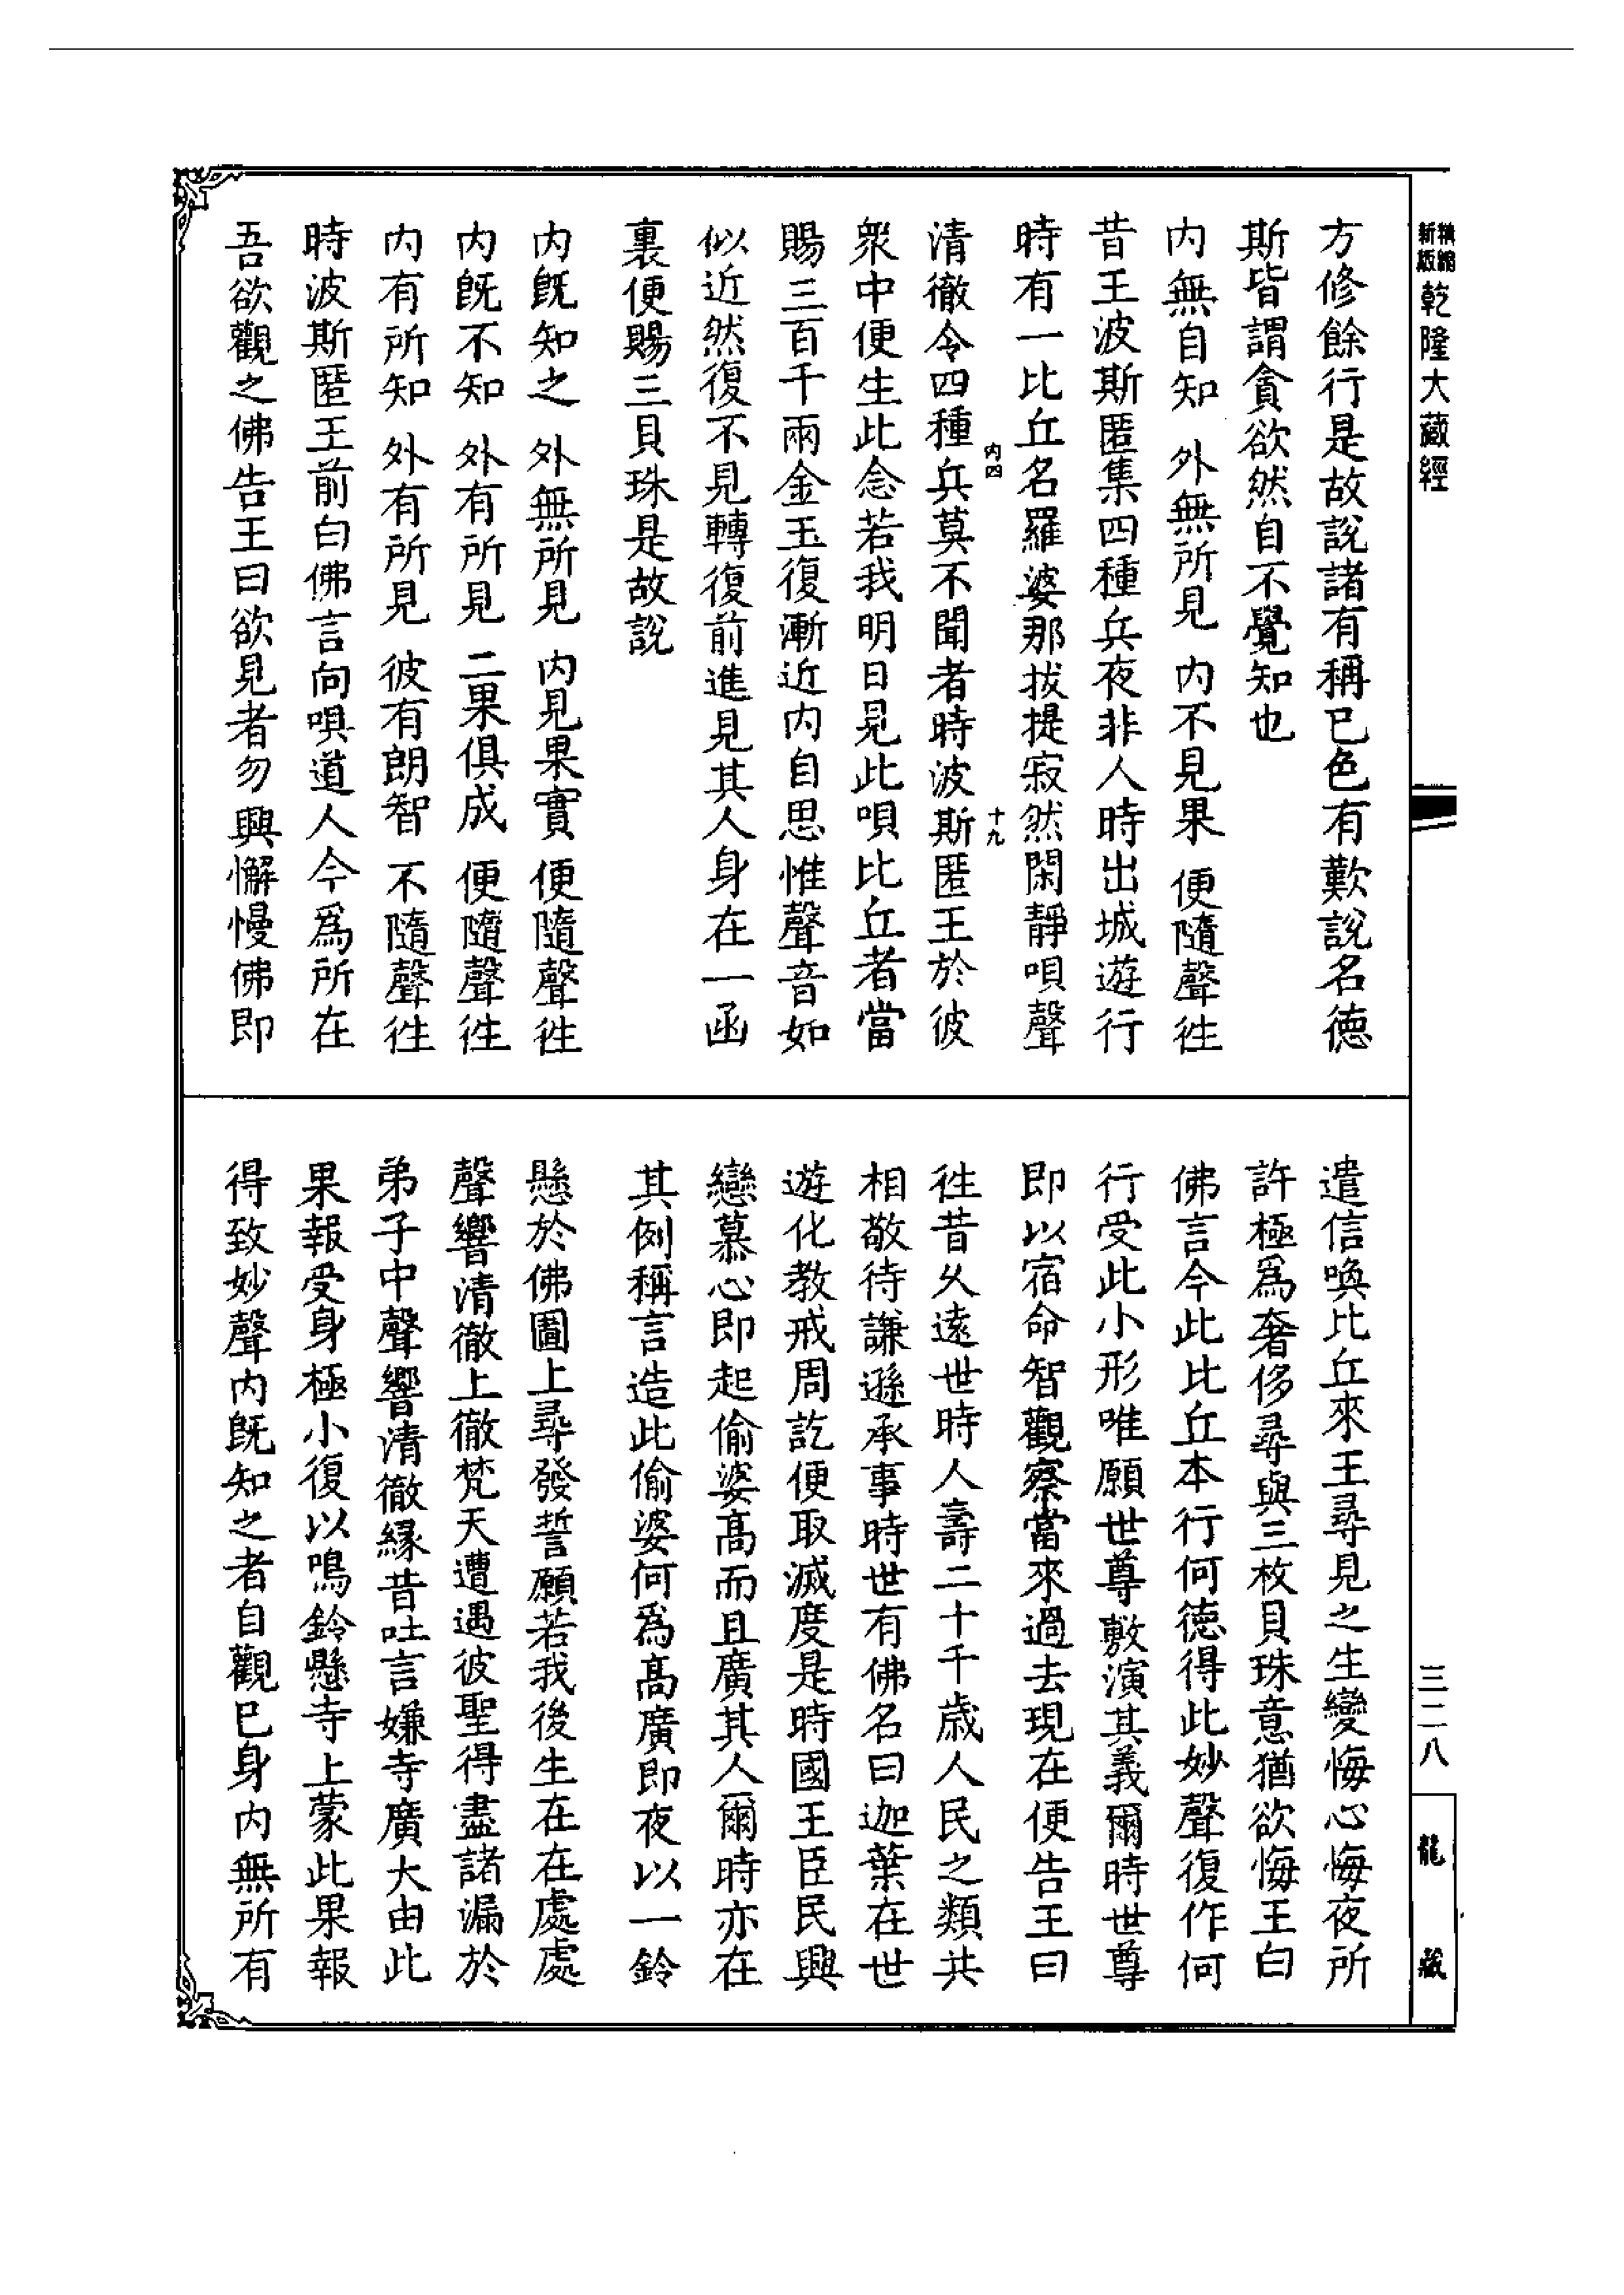 精縮
新版
乾隆大藏經
方修餘行是故說諸有稱已色有歎說名徳
斯皆謂貪欲然自不覺知也
內無自知 外無所見 內不見果 便隨聲往
昔王波斯匿集四種兵夜非人時出城遊行
時有一比丘名羅婆那拔提寂然閑靜唄聲
內四
十九
清徹令四種兵莫不聞者時波斯匿王於彼
衆中便生此念若我明日見此唄比丘者當
賜三百千兩金玉復漸近內自思惟聲音如
似近然復不見轉復前進見其人身在一函
裏便賜三貝珠是故說
內旣知之 外無所見 內見果實 便隨聲往
內旣不知 外有所見 二果俱成 便隨聲往
內有所知 外有所見 彼有朗智 不隨聲往
時波斯匿王前白佛言向唄道人今爲所在
吾欲觀之佛告王曰欲見者勿興懈慢佛即
遣信喚比丘來王尋見之生變悔心悔夜所
許極爲奢侈尋與三枚貝珠意猶欲悔王白
佛言今此比丘本行何徳得此妙聲復作何
行受此小形唯願世尊敷演其義爾時世尊
即以宿命智觀察當來過去現在便告王曰
往昔乆遠世時人壽二十千歳人民之類共
相敬待謙遜承事時世有佛名曰迦葉在世
遊化教戒周訖便取滅度是時國王臣民興
戀慕心即起偷婆高而且廣其人爾時亦在
其例稱言造此偷婆何爲高廣即夜以一鈴
懸於佛圖上尋發誓願若我後生在在處處
聲響清徹上徹梵天遭遇彼聖得盡諸漏於
弟子中聲響清徹緣昔吐言嫌寺廣大由此
果報受身極小復以鳴鈴懸寺上蒙此果報
得致妙聲內旣知之者自觀已身內無所有
三二八
龍藏